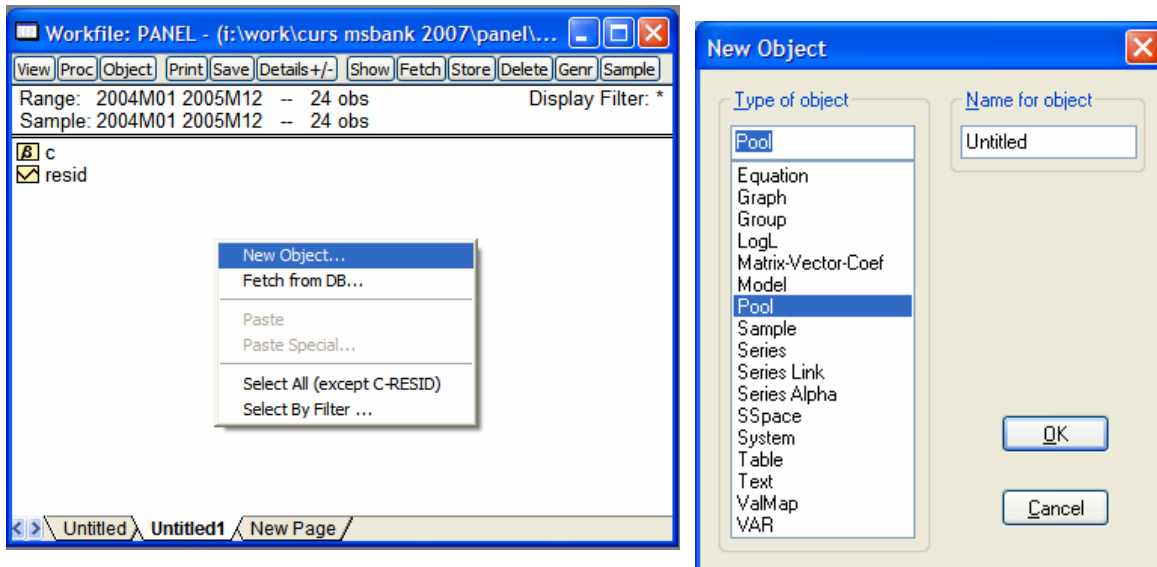 Workfile: PANEL - (i:\work\curs msbank 2007\panel\...
View Proc Object Print Save Details+/- Show Fetch Store Delete Genr Sample
Range: 2004M01 2005M12 -- 24 obs Display Filter: *
Sample: 2004M01 2005M12 -- 24 obs
β c
resid
New Object...
Fetch from DB...
Paste
Paste Special...
Select All (except C-RESID)
Select By Filter ...
Untitled Untitled1 New Page
New Object
Type of object
Pool
Equation
Graph
Group
LogL
Matrix-Vector-Coef
Model
Pool
Sample
Series
Series Link
Series Alpha
SSpace
System
Table
Text
ValMap
VAR
Name for object
Untitled
OK
Cancel